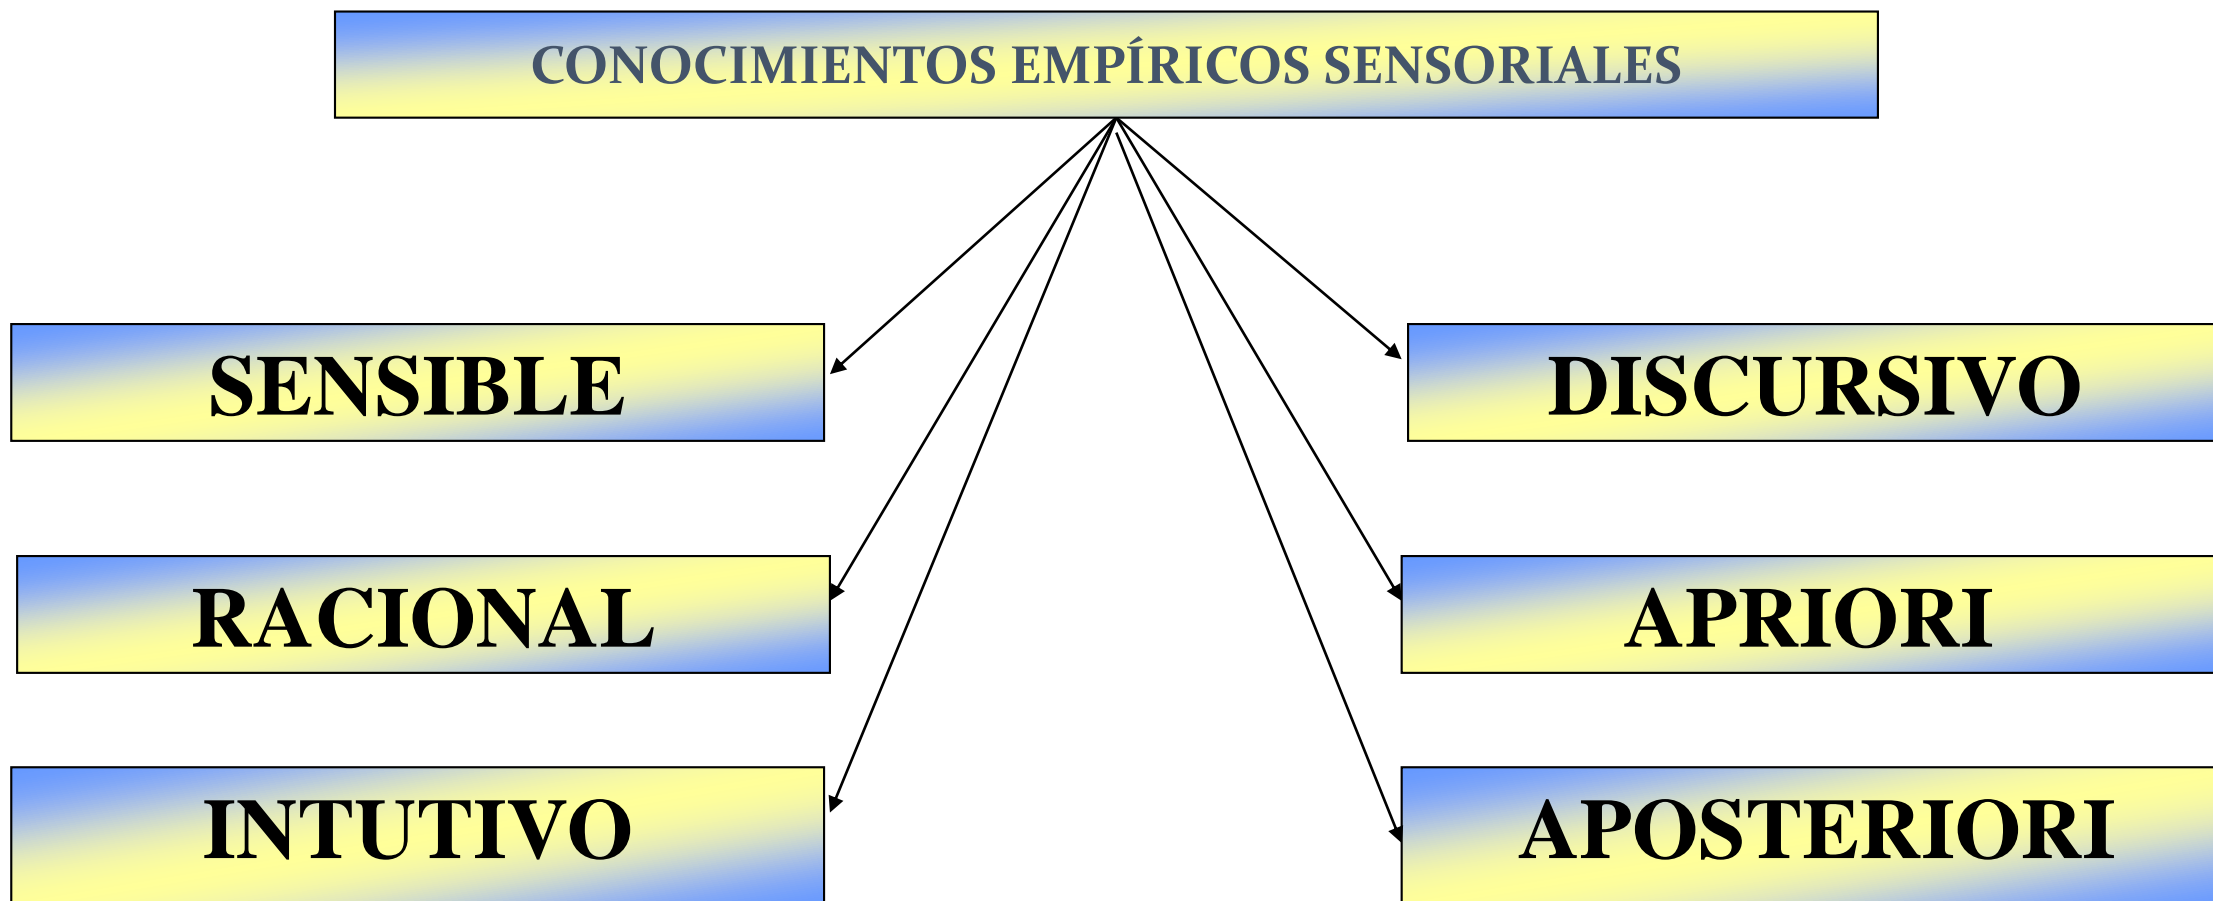 CONOCIMIENTOS EMPÍRICOS SENSORIALES
SENSIBLE
DISCURSIVO
RACIONAL
APRIORI
INTUTIVO
APOSTERIORI